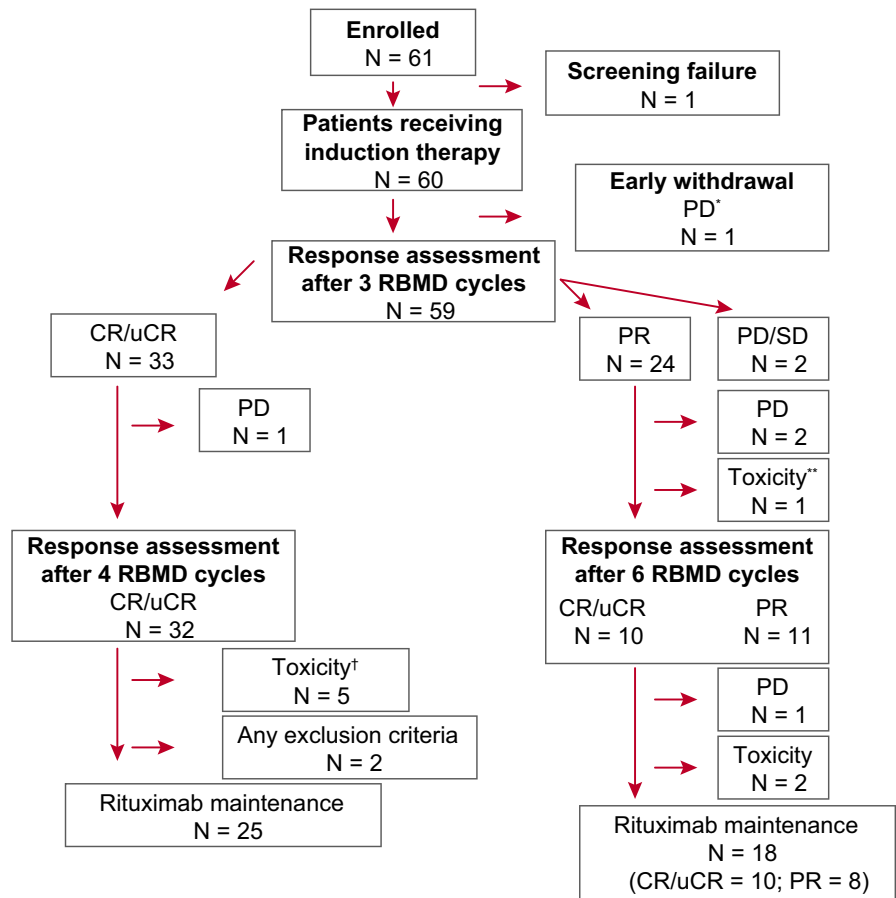 Enrolled
N = 61
Screening failure
N = 1
Patients receiving
induction therapy
N = 60
Early withdrawal
PD*
N = 1
Response assessment
after 3 RBMD cycles
N = 59
CR/uCR
N = 33
PR
N = 24
PD/SD
N = 2
PD
N = 1
PD
N = 2
Toxicity**
N = 1
Response assessment
after 4 RBMD cycles
CR/uCR
N = 32
Response assessment
after 6 RBMD cycles
CR/uCR PR
N = 10 N = 11
Toxicity†
N = 5
Any exclusion criteria
N = 2
Rituximab maintenance
N = 25
PD
N = 1
Toxicity
N = 2
Rituximab maintenance
N = 18
(CR/uCR = 10; PR = 8)